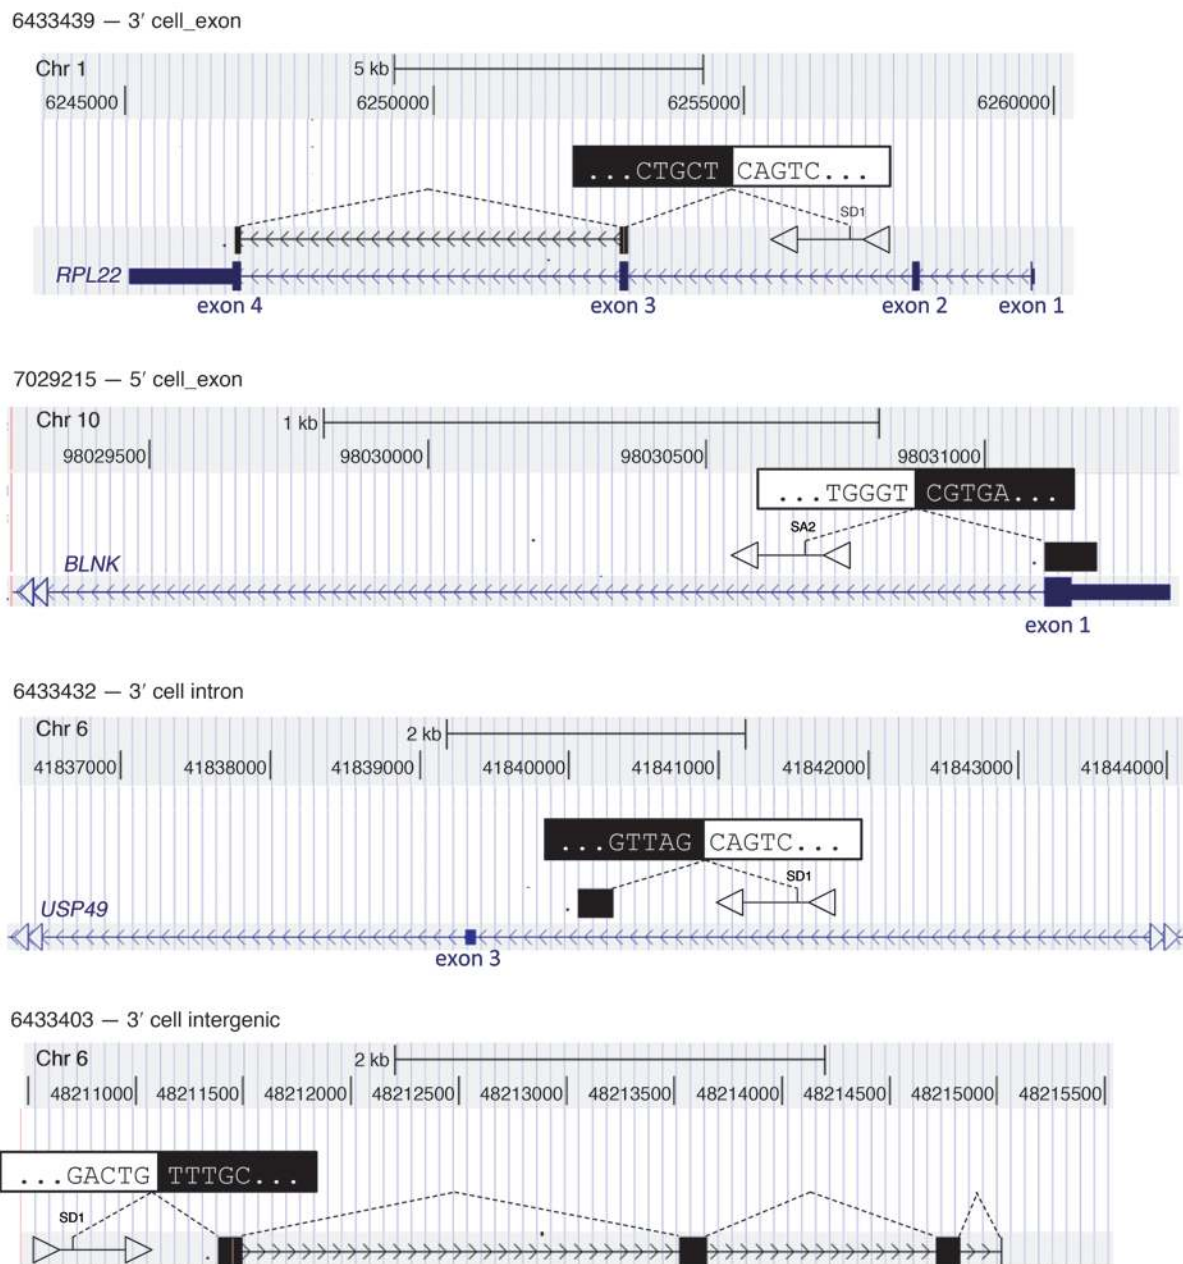 6433439 — 3′ cell_exon
Chr 1
5 kb
6245000 6250000 6255000 6260000
...CTGCT CAGTC...
SD1
RPL22
exon 4 exon 3 exon 2 exon 1
7029215 — 5′ cell_exon
Chr 10
1 kb
98029500 98030000 98030500 98031000
...TGGGT CGTGA...
SA2
BLNK
exon 1
6433432 — 3′ cell intron
Chr 6
2 kb
41837000 41838000 41839000 41840000 41841000 41842000 41843000 41844000
...GTTAG CAGTC...
SD1
USP49
exon 3
6433403 — 3′ cell intergenic
Chr 6
2 kb
48211000 48211500 48212000 48212500 48213000 48213500 48214000 48214500 48215000 48215500
...GACTG TTTGC...
SD1